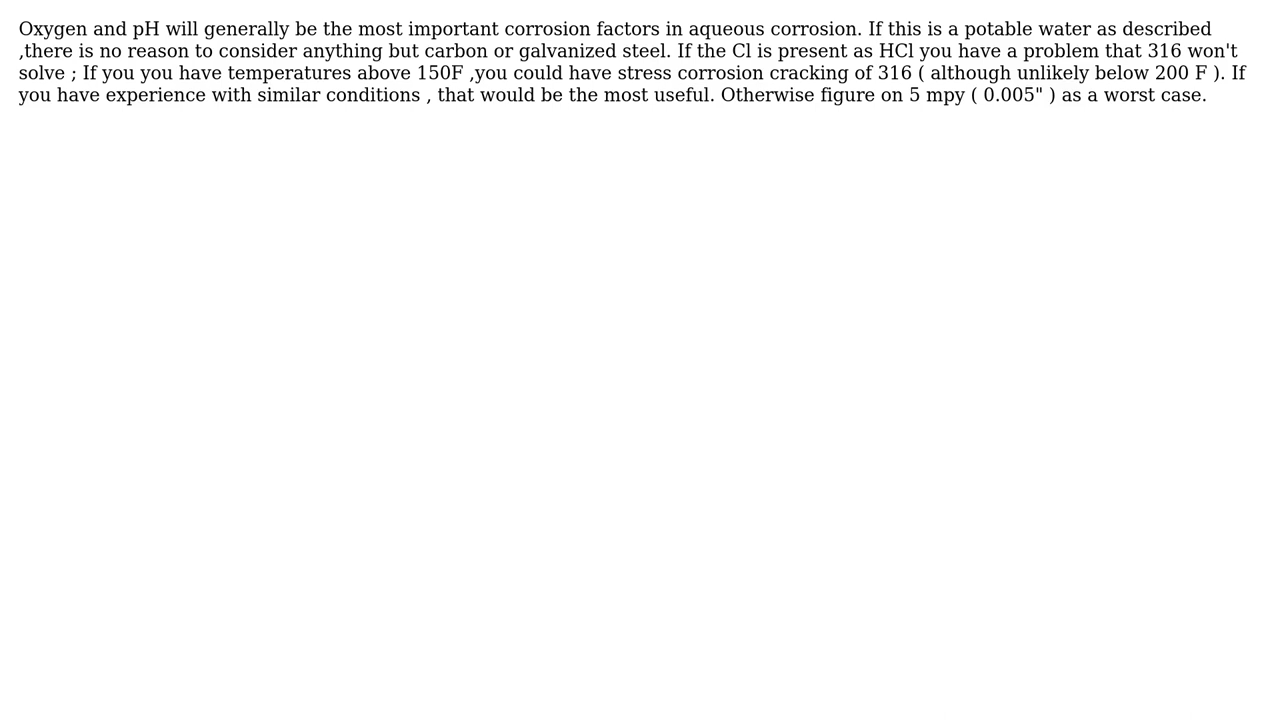 Oxygen and pH will generally be the most important corrosion factors in aqueous corrosion. If this is a potable water as described
,there is no reason to consider anything but carbon or galvanized steel. If the Cl is present as HCl you have a problem that 316 won't
solve ; If you you have temperatures above 150F ,you could have stress corrosion cracking of 316 ( although unlikely below 200 F ). If
you have experience with similar conditions , that would be the most useful. Otherwise figure on 5 mpy ( 0.005" ) as a worst case.